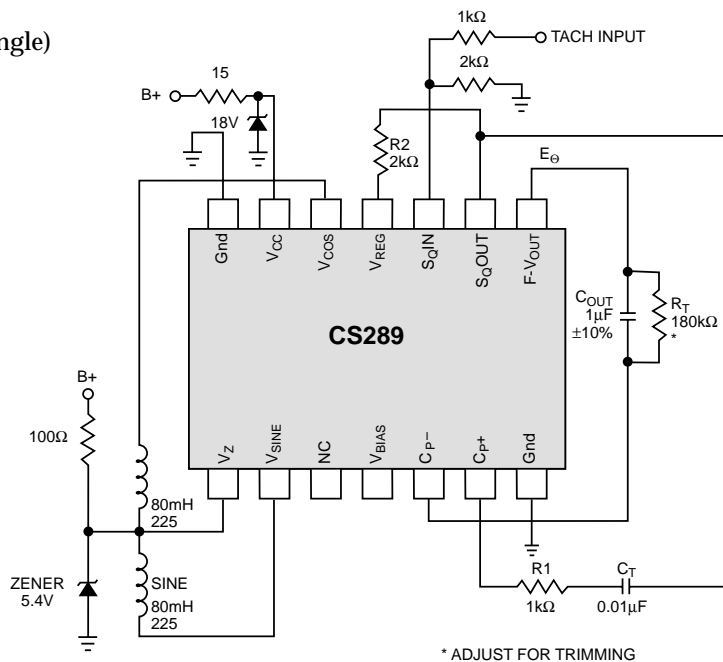 ngle)
1kΩ
TACH INPUT
2kΩ
15
B+
18V
R2
2kΩ
EΘ
Gnd
VCC
VCOS
VREG
SQIN
SQOUT
F-VOUT
COUT
1µF
±10%
RT
180kΩ
*
CS289
B+
100Ω
VZ
VSINE
NC
VBIAS
CP-
CP+
Gnd
80mH
225
ZENER
5.4V
SINE
80mH
225
R1
1kΩ
CT
0.01µF
* ADJUST FOR TRIMMING